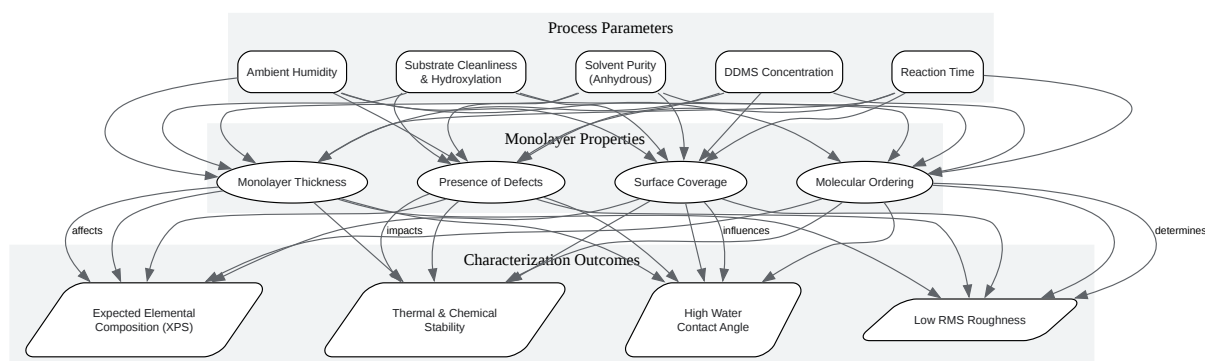 Process Parameters
Ambient Humidity
Substrate Cleanliness
& Hydroxylation
Solvent Purity
(Anhydrous)
DDMS Concentration
Reaction Time
Monolayer Properties
Monolayer Thickness
Presence of Defects
Surface Coverage
Molecular Ordering
affects
impacts
influences
determines
Characterization Outcomes
Expected Elemental
Composition (XPS)
Thermal & Chemical
Stability
High Water
Contact Angle
Low RMS Roughness